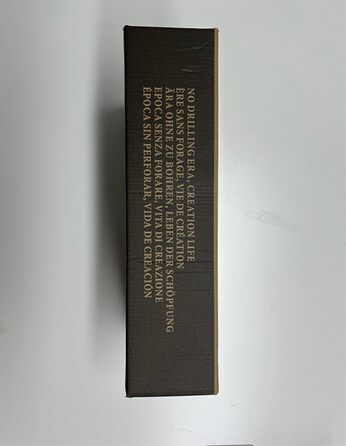 NO DRILLING ERA, CREATION LIFE
ÈRE SANS FORAGE, VIE DE CRÉATION
ÄRA OHNE ZU BOHREN, LEBEN DER SCHÖPFUNG
EPOCA SENZA FORARE, VITA DI CREAZIONE
ÉPOCA SIN PERFORAR, VIDA DE CREACIÓN